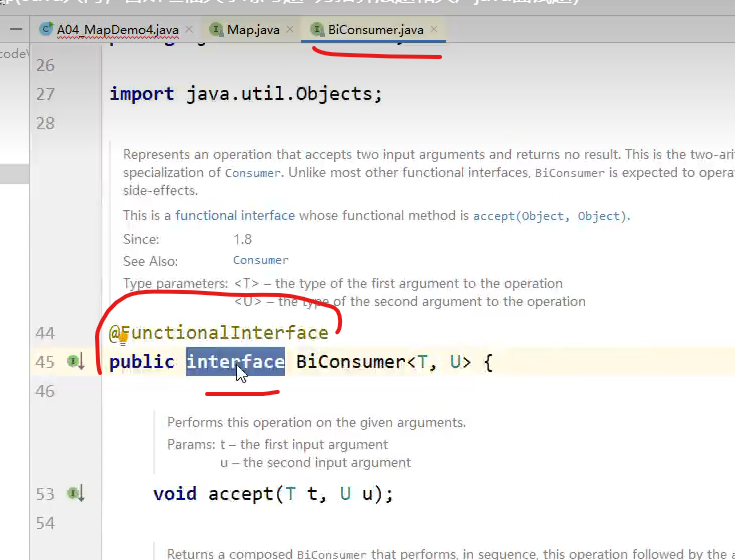 A04_MapDemo4.java
Map.java
BiConsumer.java
26
27 import java.util.Objects;
28
Represents an operation that accepts two input arguments and returns no result. This is the two-ari
specialization of Consumer. Unlike most other functional interfaces, BiConsumer is expected to opera
side-effects.
This is a functional interface whose functional method is accept(Object, Object).
Since: 1.8
See Also: Consumer
Type parameters: <T> – the type of the first argument to the operation
<U> – the type of the second argument to the operation
44 @FunctionalInterface
45 public interface BiConsumer<T, U> {
46
Performs this operation on the given arguments.
Params: t – the first input argument
u – the second input argument
53 void accept(T t, U u);
54
Returns a composed BiConsumer that performs, in sequence, this operation followed by the a